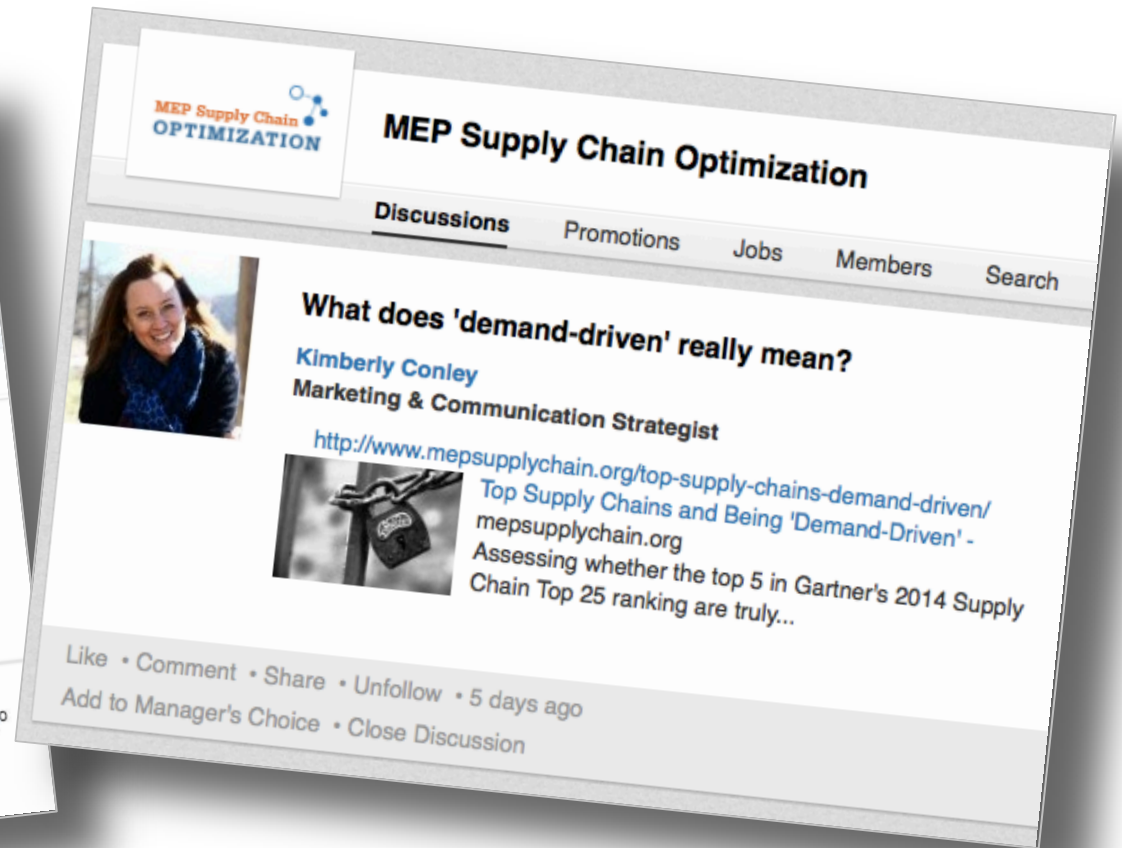 MEP Supply Chain
OPTIMIZATION
MEP Supply Chain Optimization
Discussions Promotions Jobs Members Search
What does 'demand-driven' really mean?
Kimberly Conley
Marketing & Communication Strategist
http://www.mepsupplychain.org/top-supply-chains-demand-driven/
Top Supply Chains and Being 'Demand-Driven' -
mepsupplychain.org
Assessing whether the top 5 in Gartner's 2014 Supply
Chain Top 25 ranking are truly...
Like • Comment • Share • Unfollow • 5 days ago
Add to Manager's Choice • Close Discussion